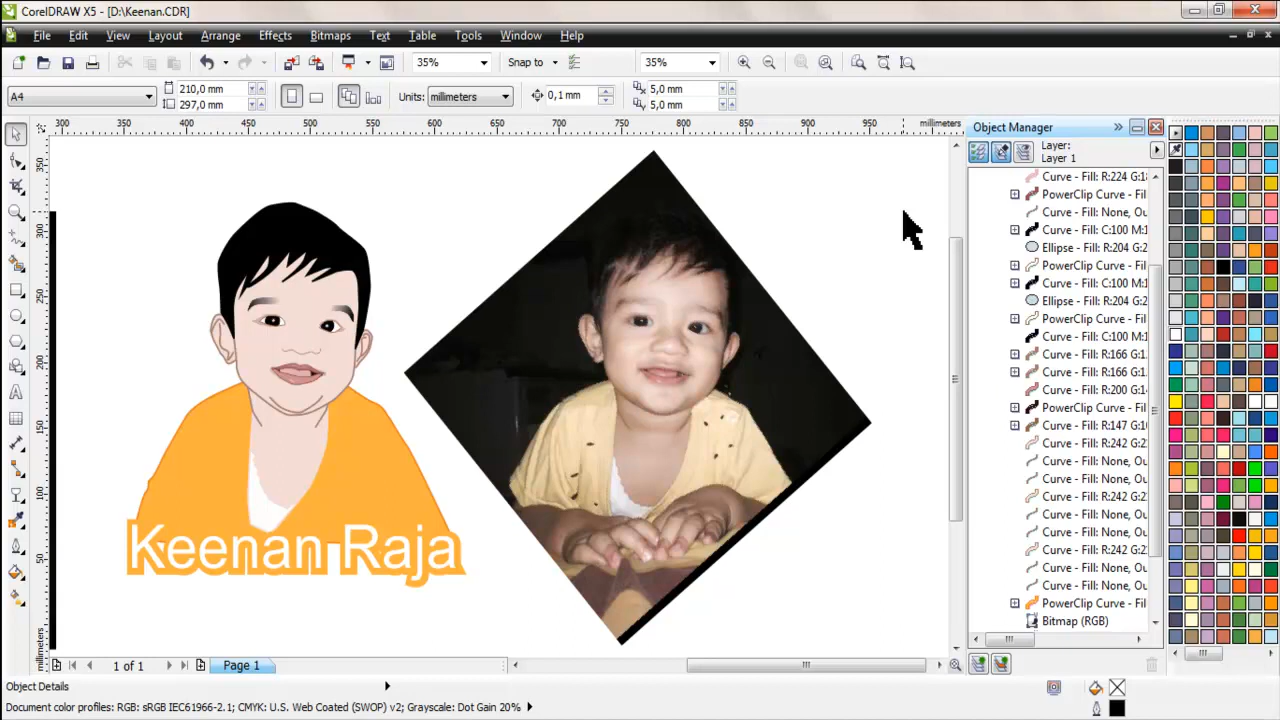 CorelDRAW X5 - [D:\Keenan.CDR]
File Edit View Layout Arrange Effects Bitmaps Text Table Tools Window Help
35% Snap to 35%
A4 210,0 mm 297,0 mm Units: millimeters 0,1 mm 5,0 mm 5,0 mm
300 350 400 450 500 550 600 650 700 750 800 850 900 950 millimeters
350
300
250
200
150
100
50
millimeters
Keenan Raja
Object Manager
Layer:
Layer 1
Curve - Fill: R:224 G:1
PowerClip Curve - Fil
Curve - Fill: None, Ou
Curve - Fill: C:100 M:1
Ellipse - Fill: R:204 G:2
PowerClip Curve - Fil
Curve - Fill: C:100 M:1
Ellipse - Fill: R:204 G:2
PowerClip Curve - Fil
Curve - Fill: C:100 M:1
Curve - Fill: R:166 G:1
Curve - Fill: R:166 G:1
Curve - Fill: R:200 G:1
PowerClip Curve - Fil
Curve - Fill: R:147 G:1
Curve - Fill: R:242 G:2
Curve - Fill: None, Ou
Curve - Fill: None, Ou
Curve - Fill: R:242 G:2
Curve - Fill: None, Ou
Curve - Fill: None, Ou
Curve - Fill: R:242 G:2
Curve - Fill: None, Ou
Curve - Fill: None, Ou
PowerClip Curve - Fil
Bitmap (RGB)
1 of 1 Page 1
Object Details
Document color profiles: RGB: sRGB IEC61966-2.1; CMYK: U.S. Web Coated (SWOP) v2; Grayscale: Dot Gain 20%